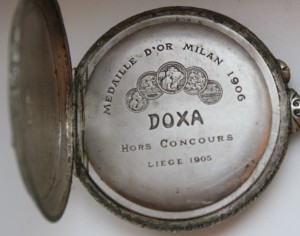 MEDAILLE D'OR MILAN 1906
DOXA
HORS CONCOURS
LIEGE 1905